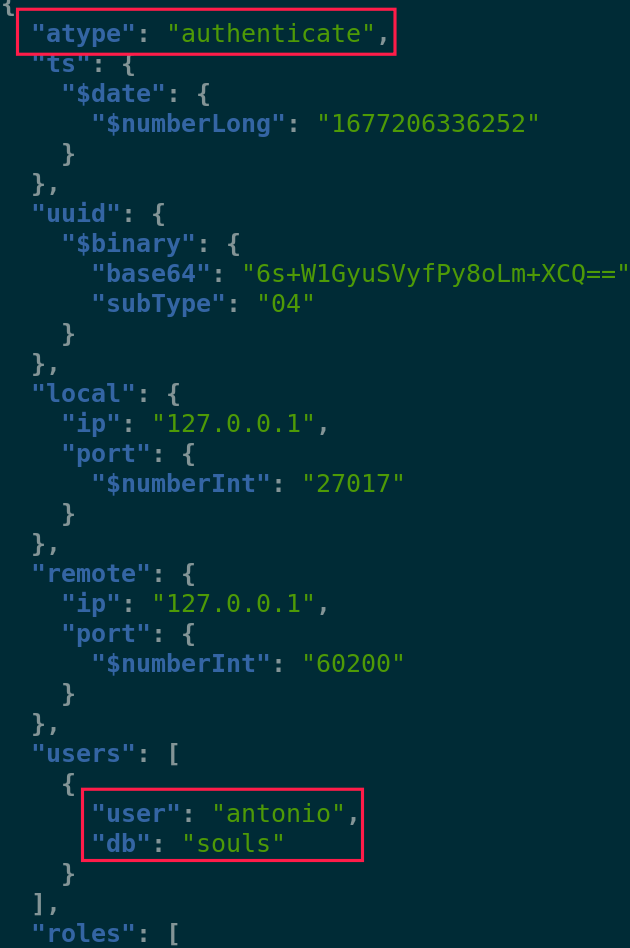 {
  "atype": "authenticate",
  "ts": {
    "$date": {
      "$numberLong": "1677206336252"
    }
  },
  "uuid": {
    "$binary": {
      "base64": "6s+W1GyuSVyfPy8oLm+XCQ=="
      "subType": "04"
    }
  },
  "local": {
    "ip": "127.0.0.1",
    "port": {
      "$numberInt": "27017"
    }
  },
  "remote": {
    "ip": "127.0.0.1",
    "port": {
      "$numberInt": "60200"
    }
  },
  "users": [
    {
      "user": "antonio",
      "db": "souls"
    }
  ],
  "roles": [